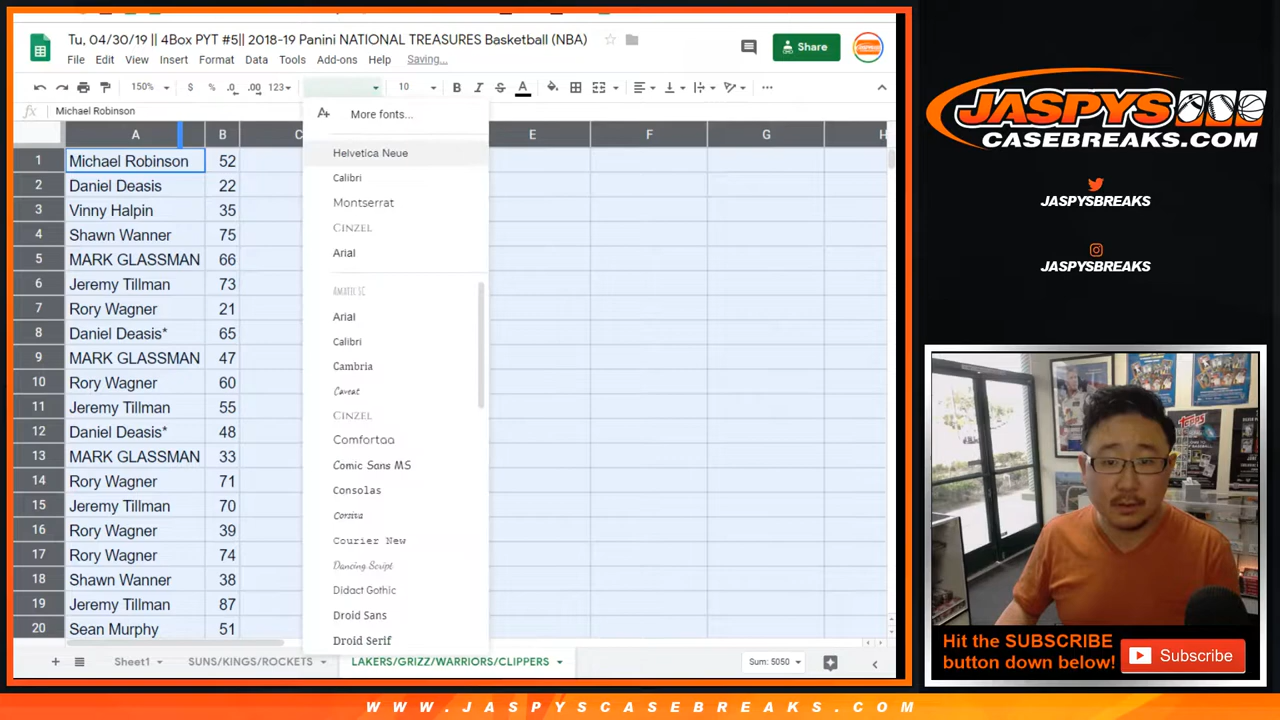 Tu, 04/30/19 || 4Box PYT #5|| 2018-19 Panini NATIONAL TREASURES Basketball (NBA)
File Edit View Insert Format Data Tools Add-ons Help Saving...
Share
150% $ % .0 .00 123 10 B I S A
fx Michael Robinson
More fonts...
A B C E F G H
Helvetica Neue
Calibri
Montserrat
CINZEL
Arial
AMATIC SC
Arial
Calibri
Cambria
Caveat
CINZEL
Comfortaa
Comic Sans MS
Consolas
Corsiva
Courier New
Dancing Script
Didact Gothic
Droid Sans
Droid Serif
1 Michael Robinson 52
2 Daniel Deasis 22
3 Vinny Halpin 35
4 Shawn Wanner 75
5 MARK GLASSMAN 66
6 Jeremy Tillman 73
7 Rory Wagner 21
8 Daniel Deasis* 65
9 MARK GLASSMAN 47
10 Rory Wagner 60
11 Jeremy Tillman 55
12 Daniel Deasis* 48
13 MARK GLASSMAN 33
14 Rory Wagner 71
15 Jeremy Tillman 70
16 Rory Wagner 39
17 Rory Wagner 74
18 Shawn Wanner 38
19 Jeremy Tillman 87
20 Sean Murphy 51
Sheet1 SUNS/KINGS/ROCKETS LAKERS/GRIZZ/WARRIORS/CLIPPERS Sum: 5050
JASPYS
CASEBREAKS.COM
JASPYSBREAKS
JASPYSBREAKS
topps
Hit the SUBSCRIBE
button down below!
Subscribe
WWW.JASPYSCASEBREAKS.COM